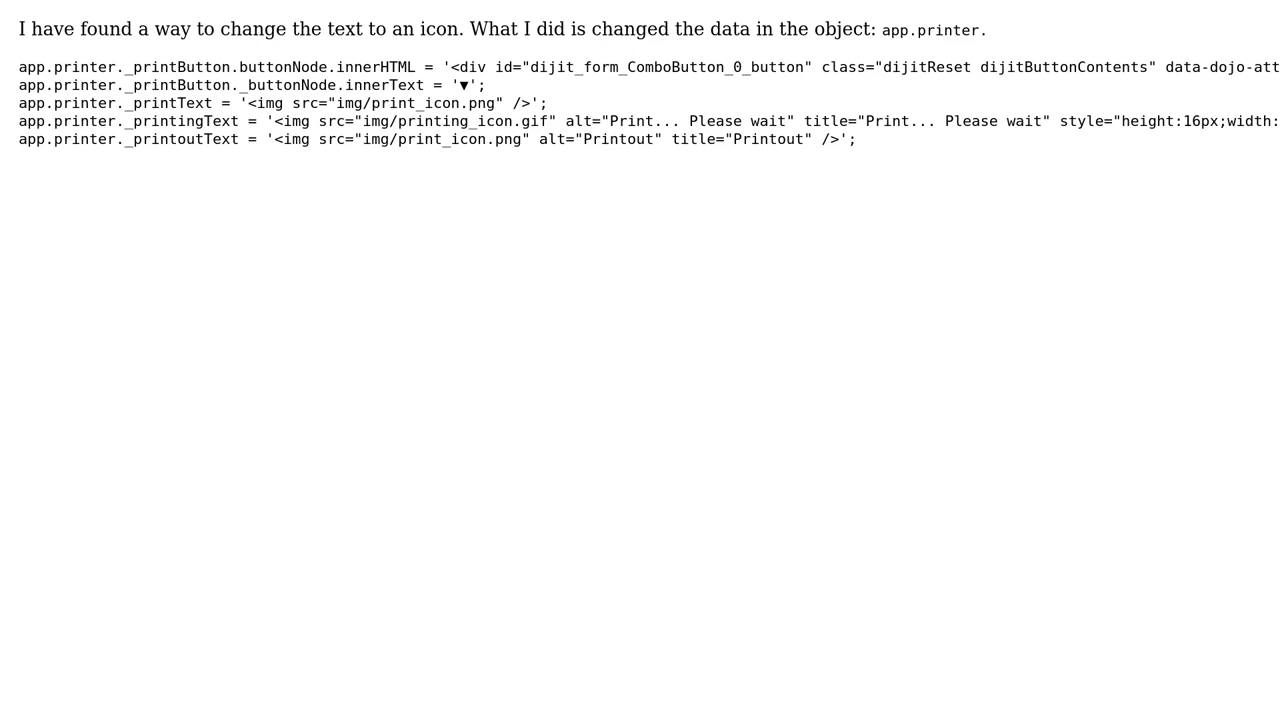 I have found a way to change the text to an icon. What I did is changed the data in the object: app.printer.
app.printer._printButton.buttonNode.innerHTML = '<div id="dijit_form_ComboButton_0_button" class="dijitReset dijitButtonContents" data-dojo-att
app.printer._printButton._buttonNode.innerText = '▼';
app.printer._printText = '<img src="img/print_icon.png" />';
app.printer._printingText = '<img src="img/printing_icon.gif" alt="Print... Please wait" title="Print... Please wait" style="height:16px;width:
app.printer._printoutText = '<img src="img/print_icon.png" alt="Printout" title="Printout" />';